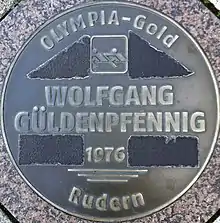 OLYMPIA-Gold
WOLFGANG
GÜLDENPFENNIG
1976
Rudern